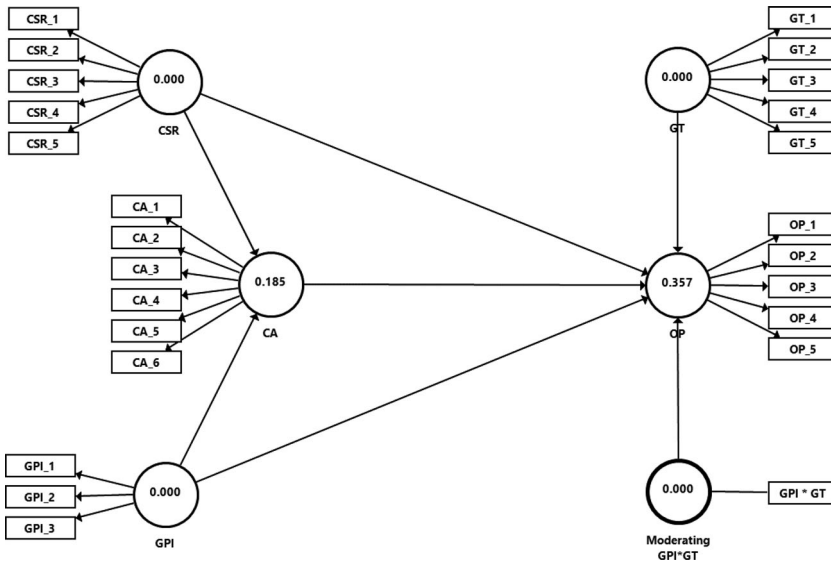 CSR_1
CSR_2
CSR_3
CSR_4
CSR_5
0.000
CSR
GT_1
GT_2
GT_3
GT_4
GT_5
0.000
GT
CA_1
CA_2
CA_3
CA_4
CA_5
CA_6
0.185
CA
0.357
OP
OP_1
OP_2
OP_3
OP_4
OP_5
GPI_1
GPI_2
GPI_3
0.000
GPI
0.000
Moderating
GPI*GT
GPI * GT